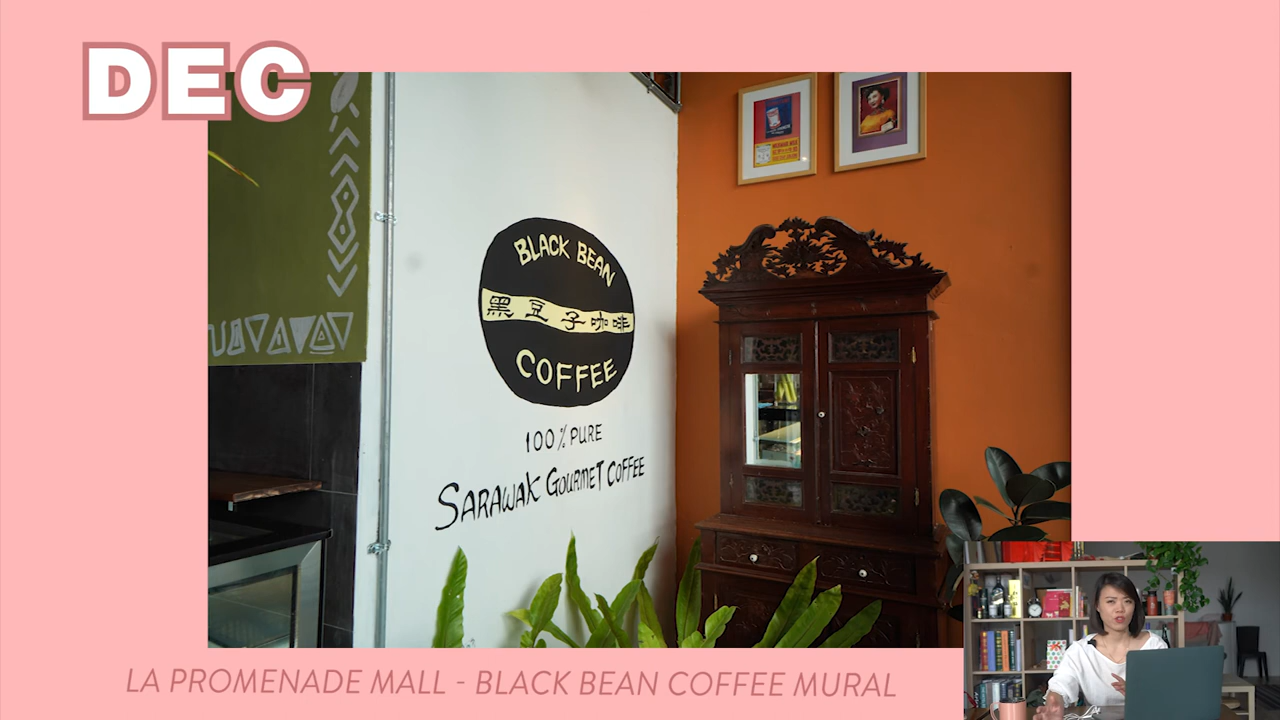 DEC
BLACK BEAN
黑豆子咖啡
COFFEE
100% PURE
SARAWAK GOURMET COFFEE
LA PROMENADE MALL - BLACK BEAN COFFEE MURAL